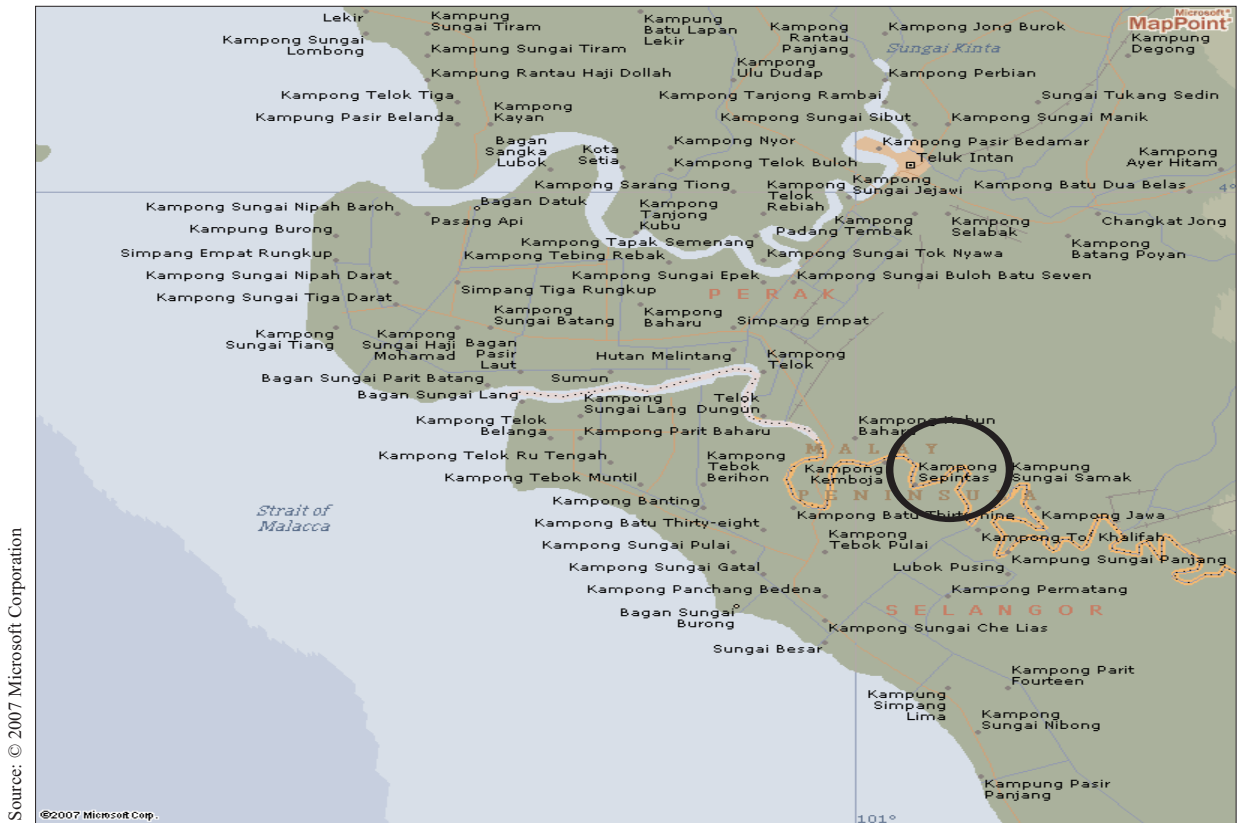 Microsoft®
MapPoint®
Lekir
Kampung
Sungai Tiram
Kampung
Batu Lapan
Lekir
Kampong
Rantau
Panjang
Kampong Jong Burok
Kampung
Degong
Kampong Sungai
Lombong
Kampung Sungai Tiram
Sungai Kinta
Kampung Rantau Haji Dollah
Kampong
Ulu Dudap
Kampong Perbian
Kampong Telok Tiga
Kampong Tanjong Rambai
Sungai Tukang Sedin
Kampung Pasir Belanda
Kampong
Kayan
Kampong Sungai Sibut
Kampong Sungai Manik
Bagan
Sangka
Lubok
Kota
Setia
Kampong Nyor
Kampong Pasir Bedamar
Teluk Intan
Kampong
Ayer Hitam
Kampong Telok Buloh
Kampong Sarang Tiong
Kampong
Telok
Rebiah
Kampong
Sungai Jejawi
Kampong Batu Dua Belas
4°
Kampong Sungai Nipah Baroh
Bagan Datuk
Pasang Api
Kampong
Tanjong
Kubu
Kampong
Padang Tembak
Kampong
Selabak
Changkat Jong
Kampung Burong
Kampong Tapak Semenang
Kampong
Batang Poyan
Simpang Empat Rungkup
Kampong Tebing Rebak
Kampong Sungai Tok Nyawa
Kampong Sungai Nipah Darat
Kampong Sungai Epek
Kampong Sungai Buloh Batu Seven
Kampong Sungai Tiga Darat
Simpang Tiga Rungkup
PERAK
Kampong
Sungai Batang
Kampong
Baharu
Simpang Empat
Kampong
Sungai Tiang
Kampong
Sungai Haji
Mohamad
Bagan
Pasir
Laut
Hutan Melintang
Kampong
Telok
Bagan Sungai Parit Batang
Sumun
Bagan Sungai Lang
Kampong
Sungai Lang
Telok
Dungun
Kampong Telok
Belanga
Kampong Parit Baharu
Kampong Kebun
Baharu
MALAY
PENINSULA
Kampong Telok Ru Tengah
Kampong
Tebok
Berihon
Kampong
Kemboja
Kampong
Sepintas
Kampung
Sungai Samak
Kampong Tebok Muntil
Kampong Banting
Strait of
Malacca
Kampong Batu Thirty-eight
Kampong Batu Thirty-nine
Kampong Jawa
Kampong Sungai Pulai
Kampong
Tebok Pulai
Kampong To' Khalifah
Kampong Sungai Gatal
Lubok Pusing
Kampung Sungai Panjang
Kampong Panchang Bedena
Kampong Permatang
Bagan Sungai
Burong
SELANGOR
Kampong Sungai Che Lias
Sungai Besar
Kampong Parit
Fourteen
Kampung
Simpang
Lima
Kampong
Sungai Nibong
Kampung Pasir
Panjang
101°
©2007 Microsoft Corp.
Source: © 2007 Microsoft Corporation